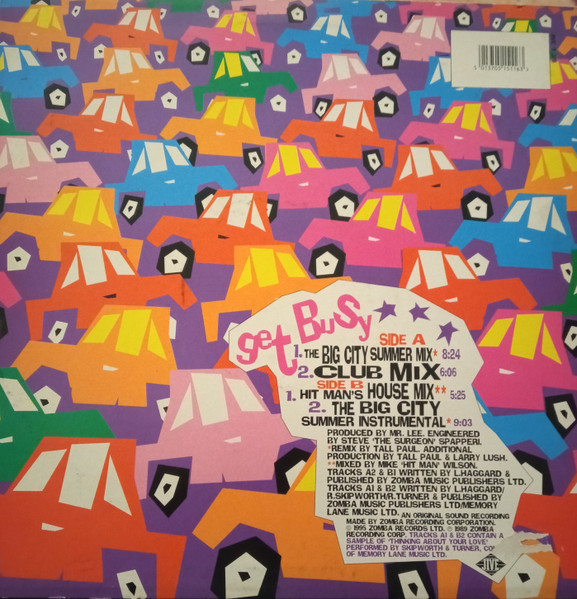 5 013705 151163 >
get Busy
SIDE A
1. THE BIG CITY SUMMER MIX* 8:24
2. CLUB MIX 6:06
SIDE B
1. HIT MAN'S HOUSE MIX** 5:25
2. THE BIG CITY
SUMMER INSTRUMENTAL* 9:03
PRODUCED BY MR. LEE. ENGINEERED
BY STEVE 'THE SURGEON' SPAPPERI.
*REMIX BY TALL PAUL. ADDITIONAL
PRODUCTION BY TALL PAUL & LARRY LUSH.
**MIXED BY MIKE 'HIT MAN' WILSON.
TRACKS A2 & B1 WRITTEN BY L.HAGGARD &
PUBLISHED BY ZOMBA MUSIC PUBLISHERS LTD.
TRACKS A1 & B2 WRITTEN BY L.HAGGARD/
R.SKIPWORTH/R.TURNER & PUBLISHED BY
ZOMBA MUSIC PUBLISHERS LTD/MEMORY
LANE MUSIC LTD. AN ORIGINAL SOUND RECORDING
MADE BY ZOMBA RECORDING CORPORATION.
© 1995 ZOMBA RECORDS LTD. ℗ 1989 ZOMBA
RECORDING CORP. TRACKS A1 & B2 CONTAIN A
SAMPLE OF 'THINKING ABOUT YOUR LOVE'
PERFORMED BY SKIPWORTH & TURNER, CO
OF MEMORY LANE MUSIC LTD.
JIVE